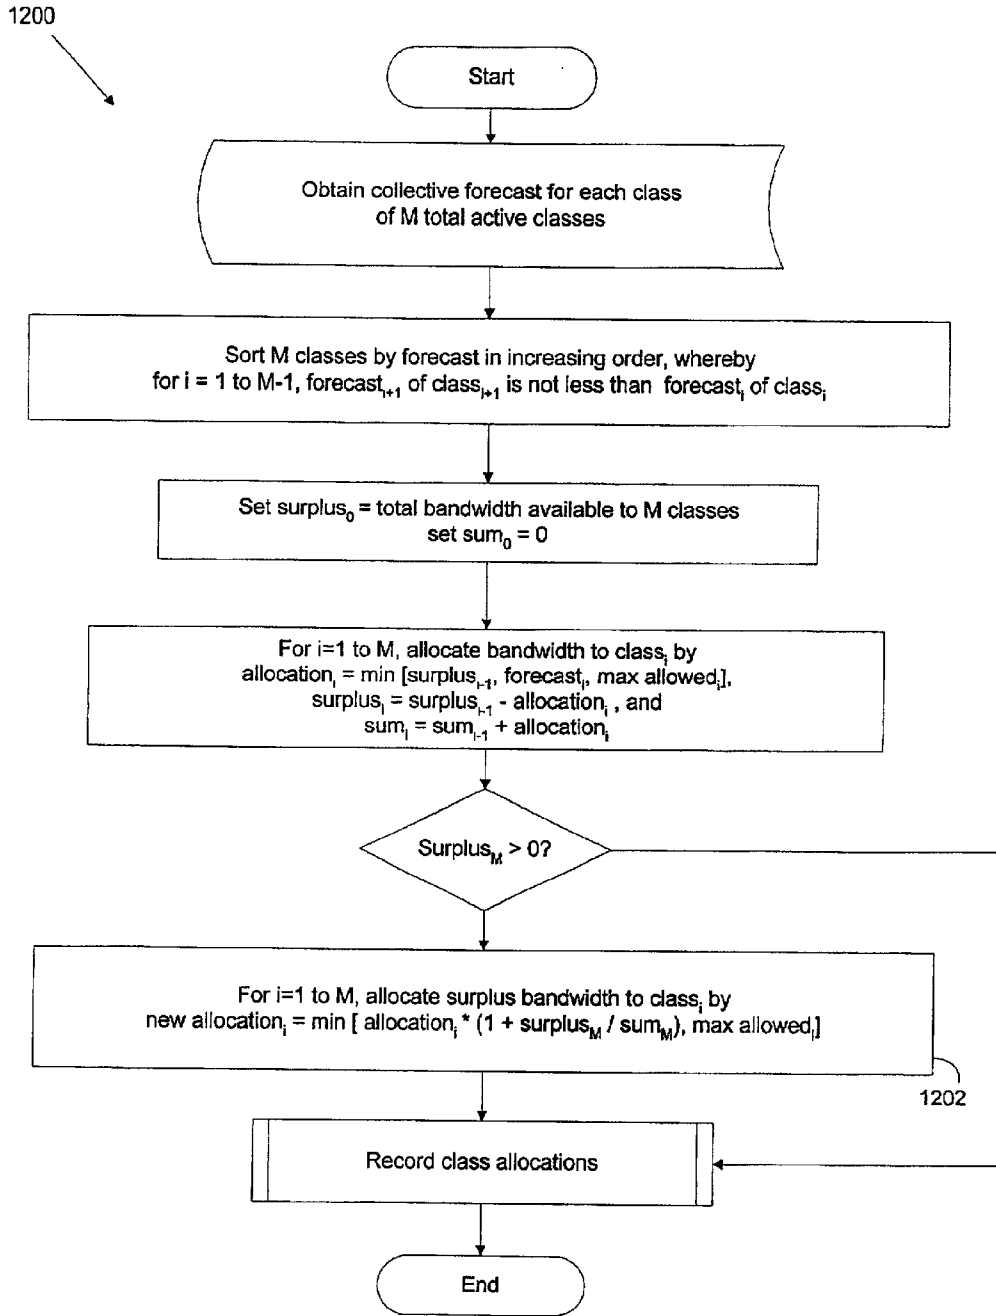 1200
Start
Obtain collective forecast for each class
of M total active classes
Sort M classes by forecast in increasing order, whereby
for i = 1 to M-1, forecast_{i+1} of class_{i+1} is not less than forecast_i of class_i
Set surplus_0 = total bandwidth available to M classes
set sum_0 = 0
For i=1 to M, allocate bandwidth to class_i by
allocation_i = min [surplus_{i-1}, forecast_i, max allowed_i],
surplus_i = surplus_{i-1} - allocation_i , and
sum_i = sum_{i-1} + allocation_i
Surplus_M > 0?
For i=1 to M, allocate surplus bandwidth to class_i by
new allocation_i = min [ allocation_i * (1 + surplus_M / sum_M), max allowed_i]
1202
Record class allocations
End